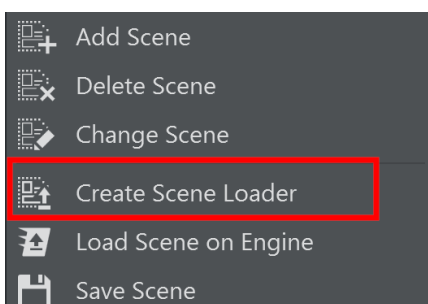 Add Scene
Delete Scene
Change Scene
Create Scene Loader
Load Scene on Engine
Save Scene